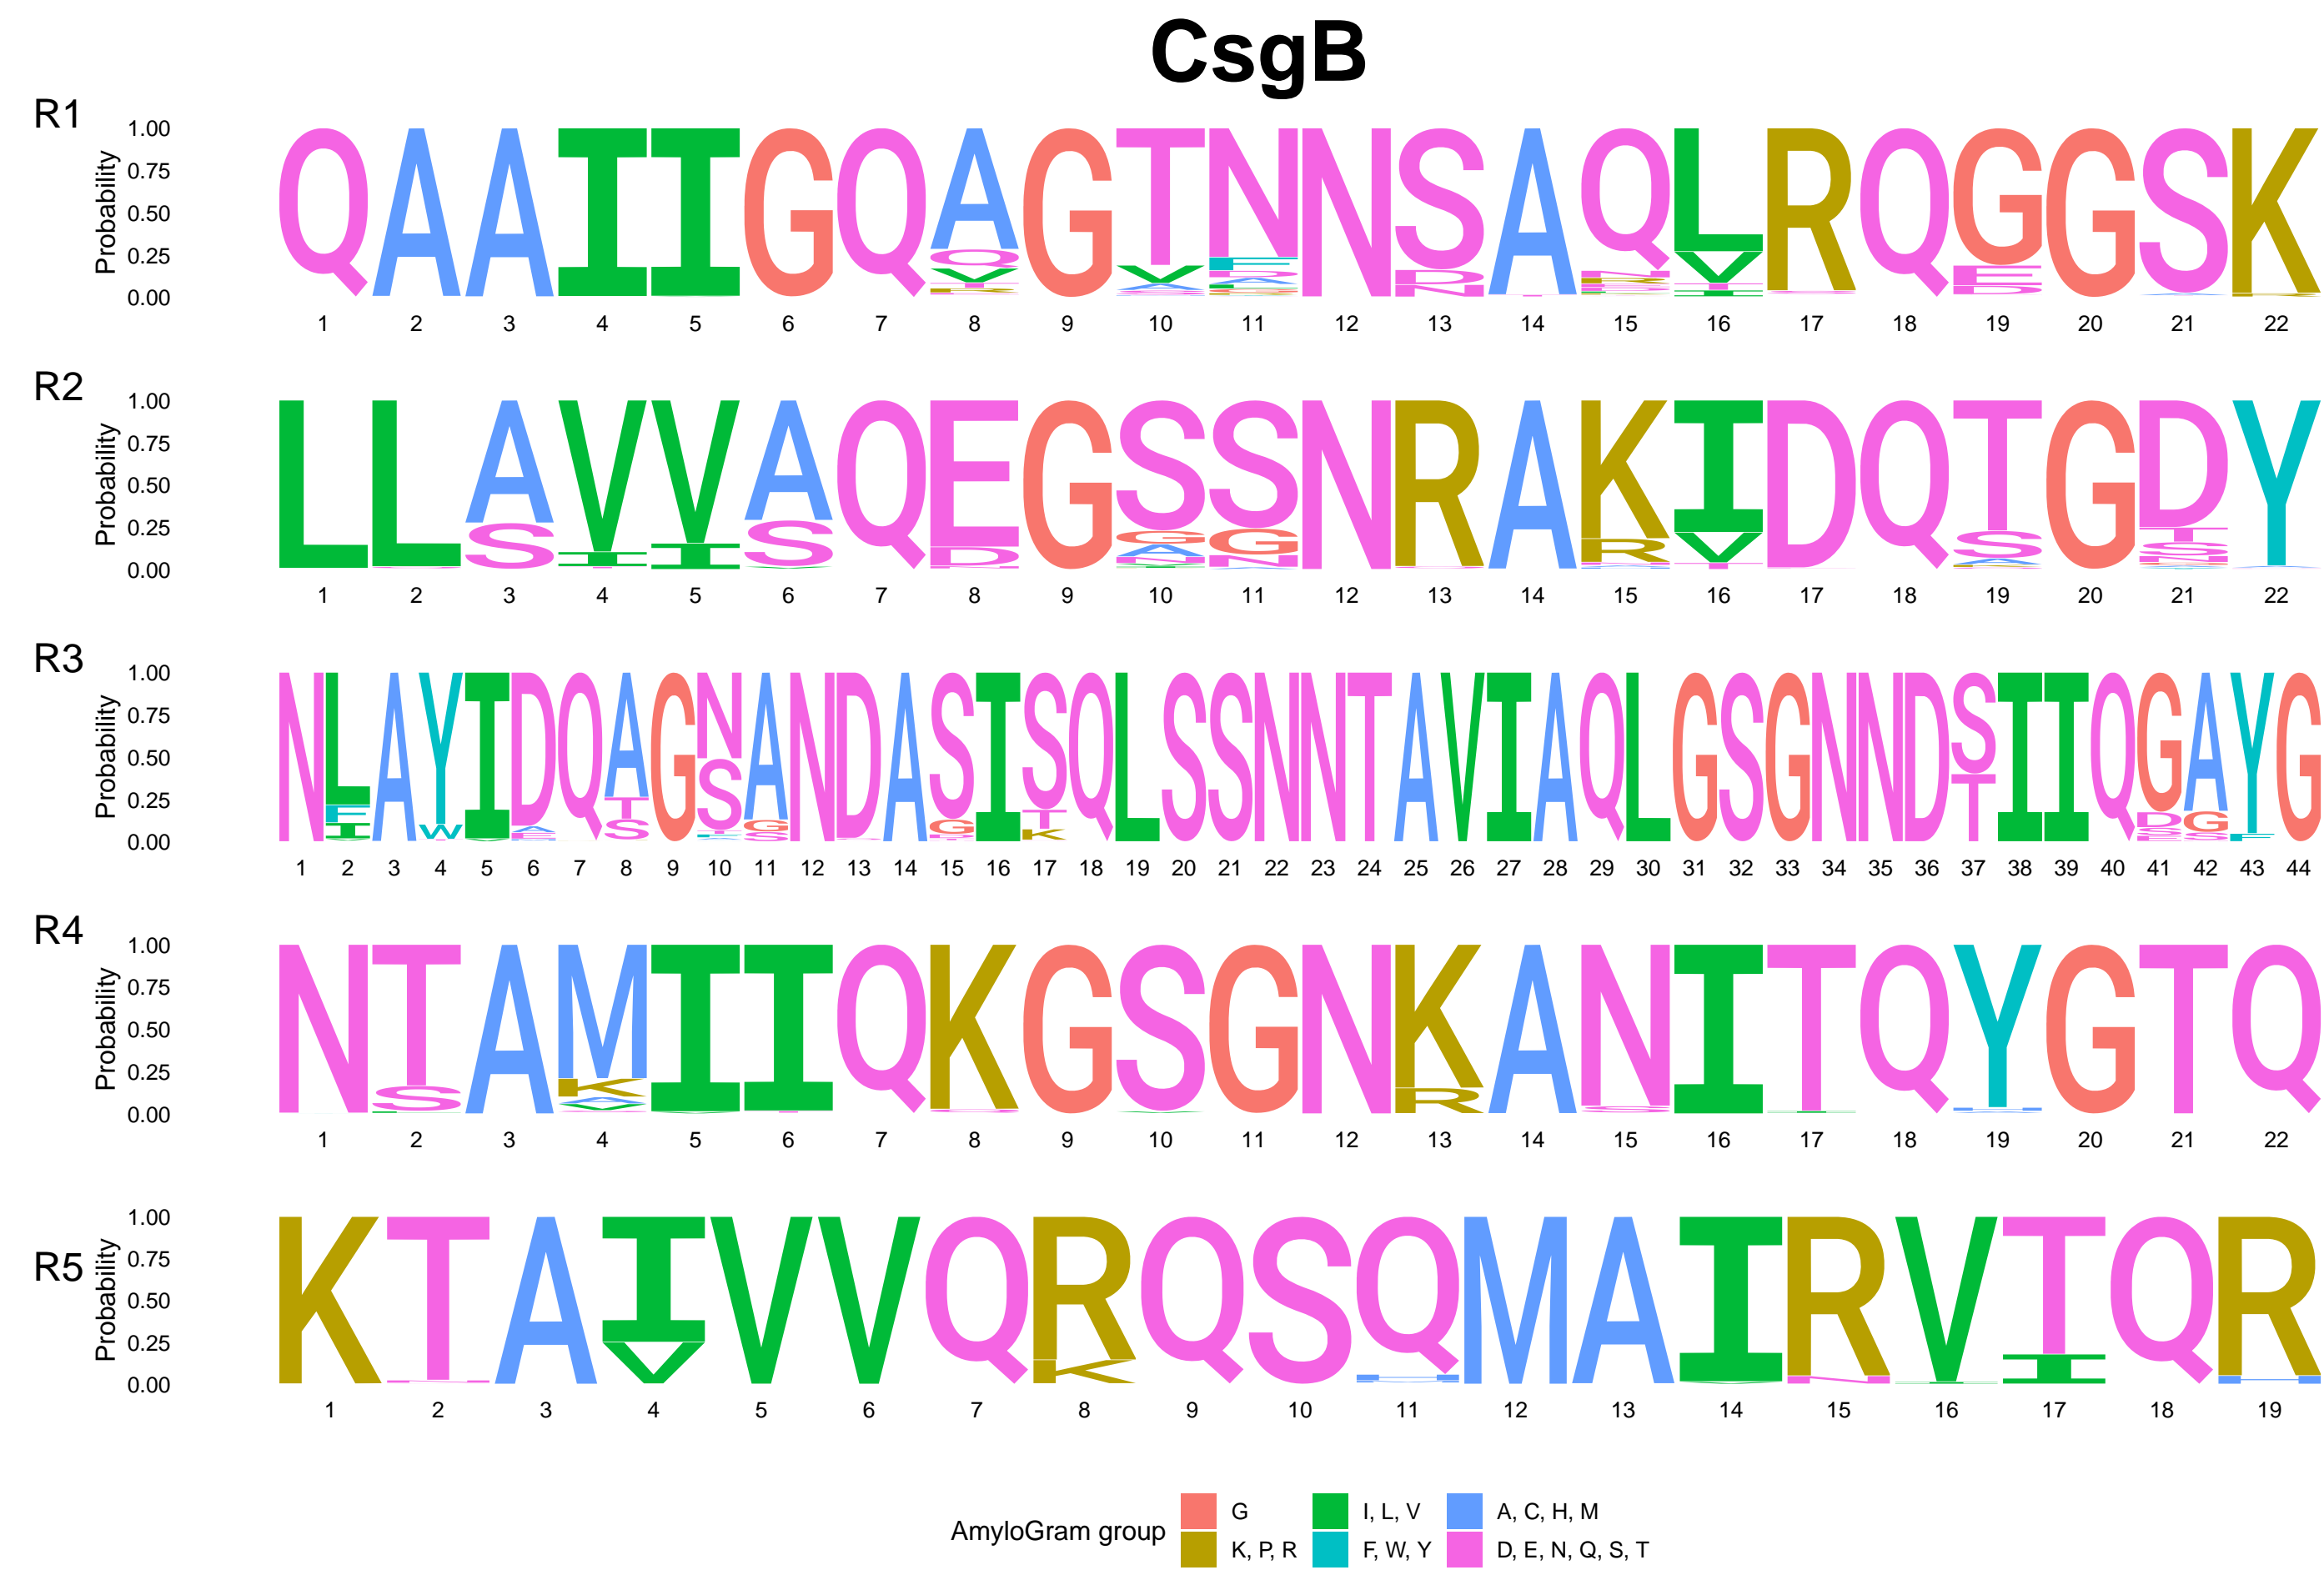 CsgB
R1
Probability
1.00
0.75
0.50
0.25
0.00
QAAIIGQAGTNNSAQLRQGGSK
1 2 3 4 5 6 7 8 9 10 11 12 13 14 15 16 17 18 19 20 21 22
R2
Probability
1.00
0.75
0.50
0.25
0.00
LLAVVAQEGSSNRAKIDQTGDY
1 2 3 4 5 6 7 8 9 10 11 12 13 14 15 16 17 18 19 20 21 22
R3
Probability
1.00
0.75
0.50
0.25
0.00
NLAYIDQAGNANDASISQLSSNNTAVIAQLGSGNNDSIIQGAYG
1 2 3 4 5 6 7 8 9 10 11 12 13 14 15 16 17 18 19 20 21 22 23 24 25 26 27 28 29 30 31 32 33 34 35 36 37 38 39 40 41 42 43 44
R4
Probability
1.00
0.75
0.50
0.25
0.00
NTAMIIQKGSGNKANITQYGTQ
1 2 3 4 5 6 7 8 9 10 11 12 13 14 15 16 17 18 19 20 21 22
R5
Probability
1.00
0.75
0.50
0.25
0.00
KTAIVVQRQSQMAIRVTQR
1 2 3 4 5 6 7 8 9 10 11 12 13 14 15 16 17 18 19
AmyloGram group
G
I, L, V
A, C, H, M
K, P, R
F, W, Y
D, E, N, Q, S, T